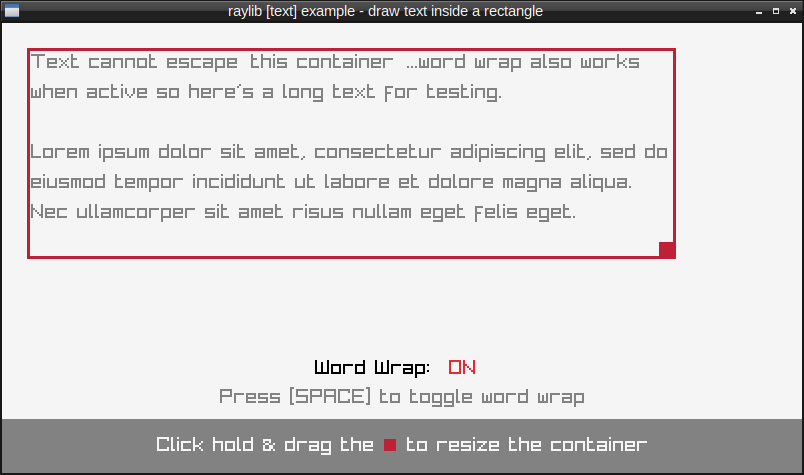 raylib [text] example - draw text inside a rectangle
Text cannot escape this container ...word wrap also works
when active so here's a long text for testing.
Lorem ipsum dolor sit amet, consectetur adipiscing elit, sed do
eiusmod tempor incididunt ut labore et dolore magna aliqua.
Nec ullamcorper sit amet risus nullam eget felis eget.
Word Wrap: ON
Press [SPACE] to toggle word wrap
Click hold & drag the to resize the container